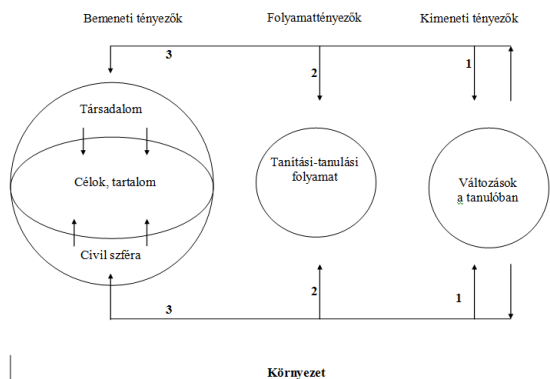 Bemeneti tényezők Folyamattényezők Kimeneti tényezők
3
2
1
Társadalom
Célok, tartalom
Civil szféra
Tanítási-tanulási
folyamat
Változások
a tanulóban
3
2
1
Környezet